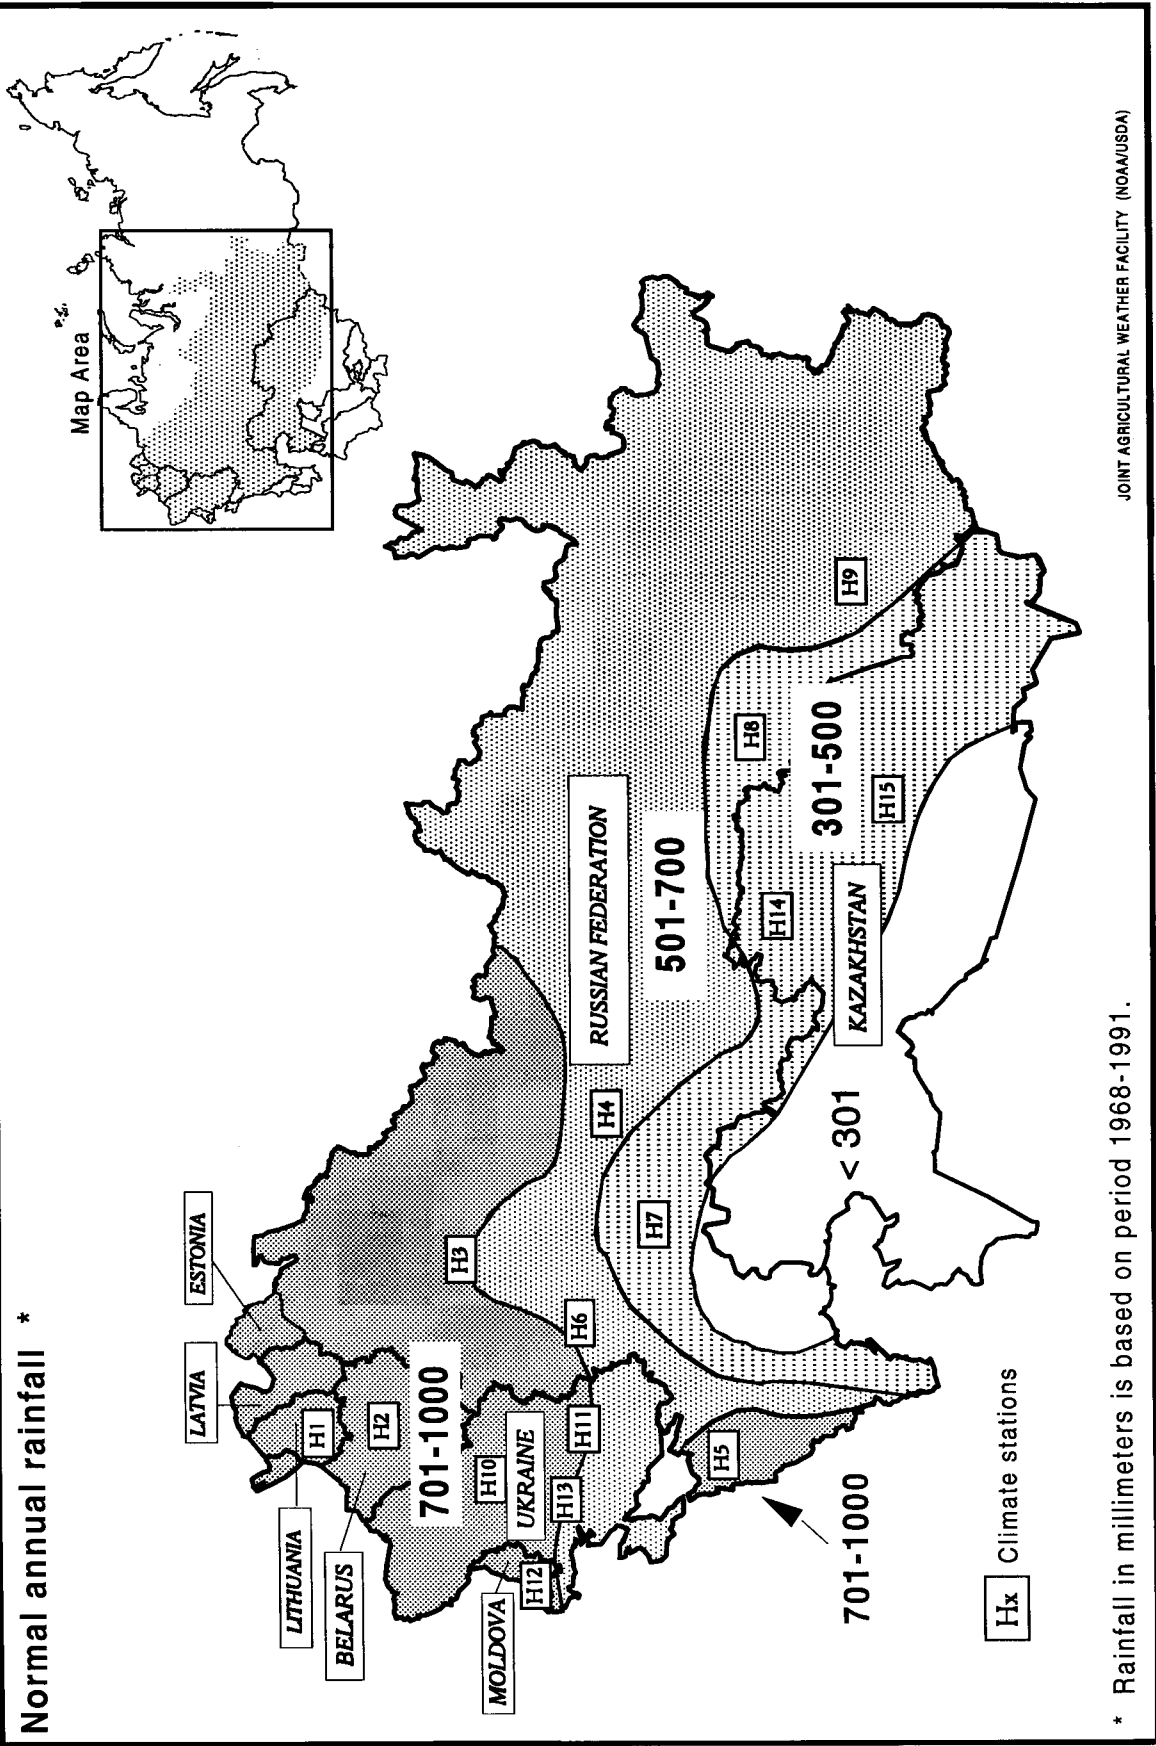 Normal annual rainfall *
Map Area
ESTONIA
LATVIA
LITHUANIA
BELARUS
MOLDOVA
UKRAINE
RUSSIAN FEDERATION
KAZAKHSTAN
701-1000
501-700
301-500
< 301
701-1000
H1
H2
H3
H4
H5
H6
H7
H8
H9
H10
H11
H12
H13
H14
H15
Hx Climate stations
* Rainfall in millimeters is based on period 1968-1991.
JOINT AGRICULTURAL WEATHER FACILITY (NOAA/USDA)